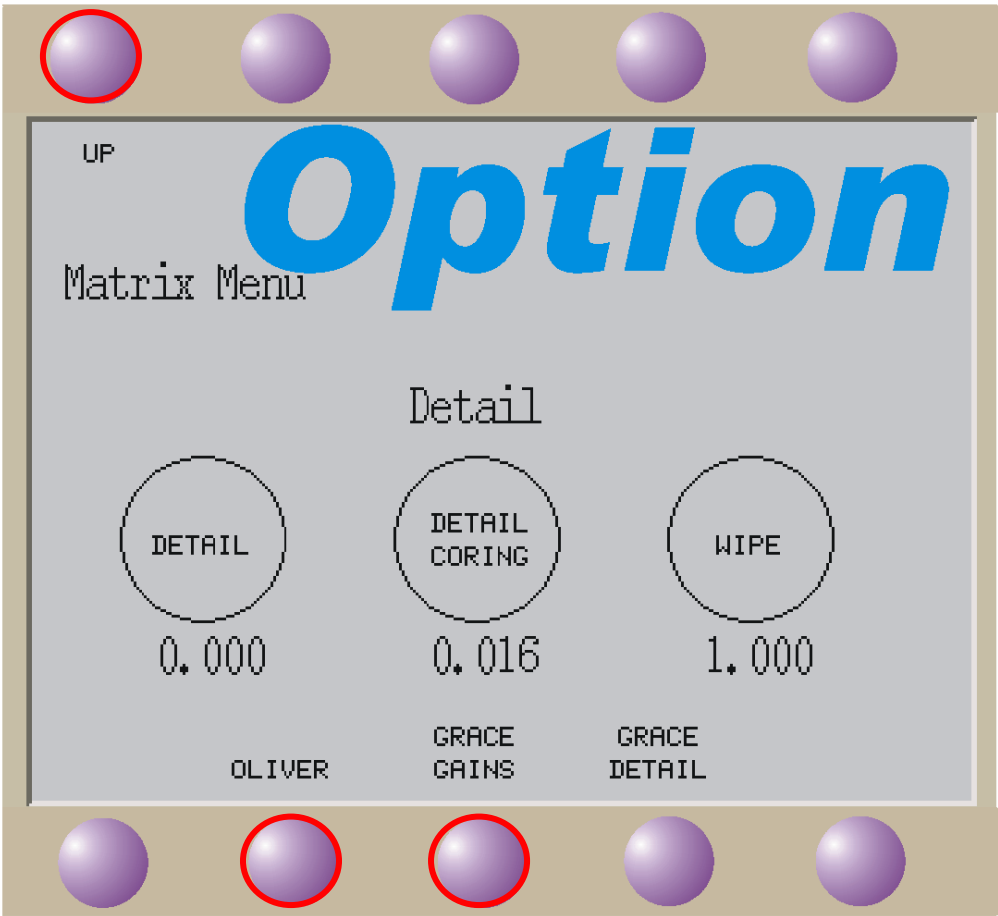 UP
Option
Matrix Menu
Detail
DETAIL
DETAIL
CORING
WIPE
0.000
0.016
1.000
OLIVER
GRACE
GAINS
GRACE
DETAIL